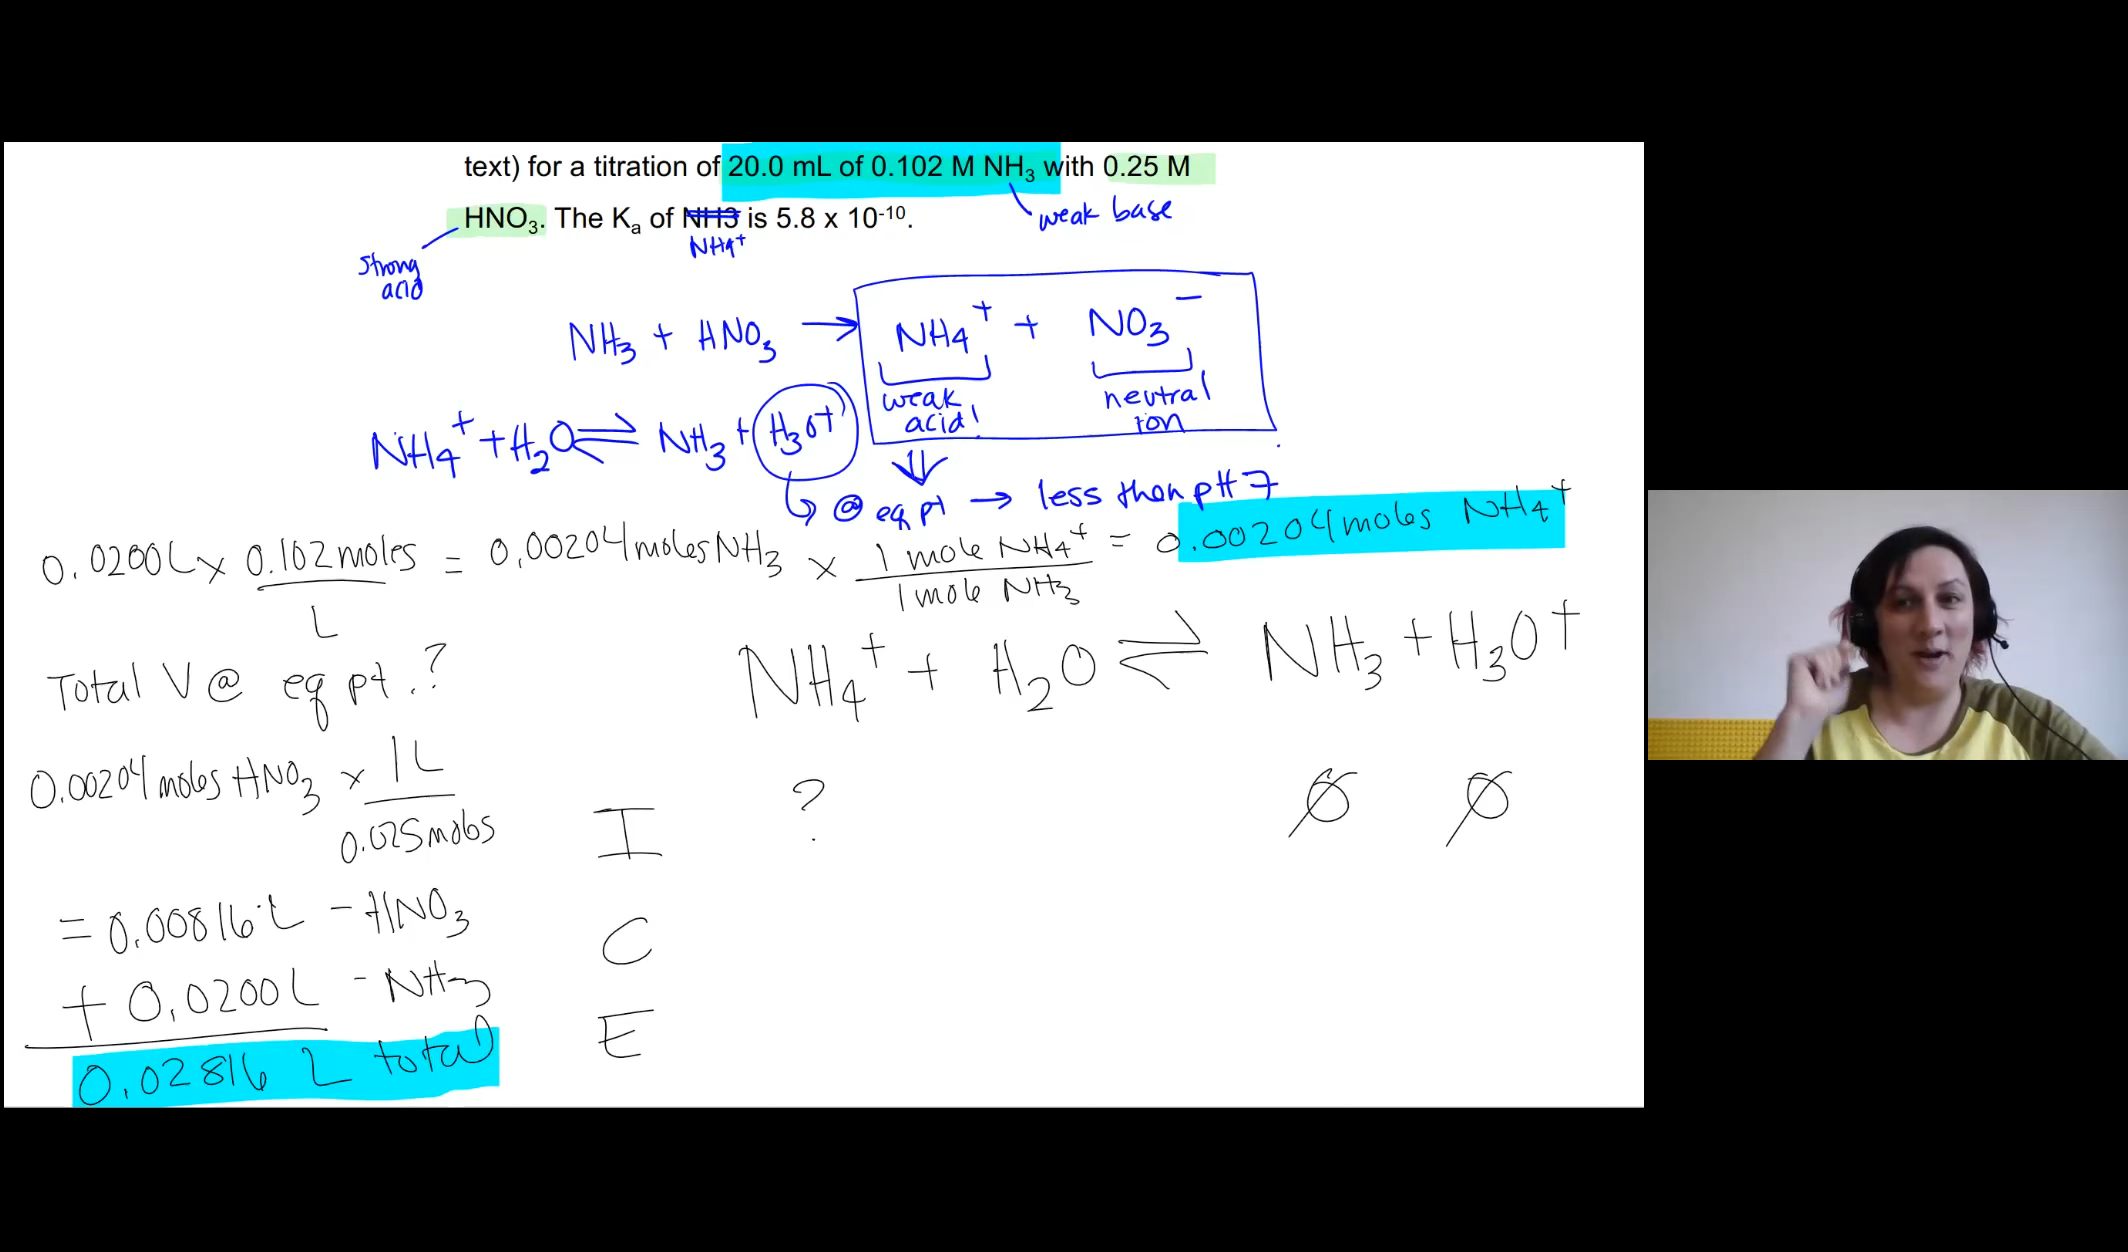 text) for a titration of 20.0 mL of 0.102 M NH₃ with 0.25 M
HNO₃. The Kₐ of NH3 is 5.8 x 10⁻¹⁰.
weak base
NH4⁺
strong
acid
NH₃ + HNO₃ → NH₄⁺ + NO₃⁻
weak
acid!
neutral
ion
NH₄⁺ + H₂O ⇌ NH₃ + H₃O⁺
@ eq pt → less than pH 7
0.0200L x 0.102 moles / L = 0.00204 moles NH₃ x 1 mole NH₄⁺ / 1 mole NH₃ = 0.00204 moles NH₄⁺
Total V @ eq pt.?
NH₄⁺ + H₂O ⇌ NH₃ + H₃O⁺
0.00204 moles HNO₃ x 1L / 0.025 moles
I ? Ø Ø
= 0.00816 L - HNO₃
C
+ 0.0200L - NH₃
E
0.02816 L total